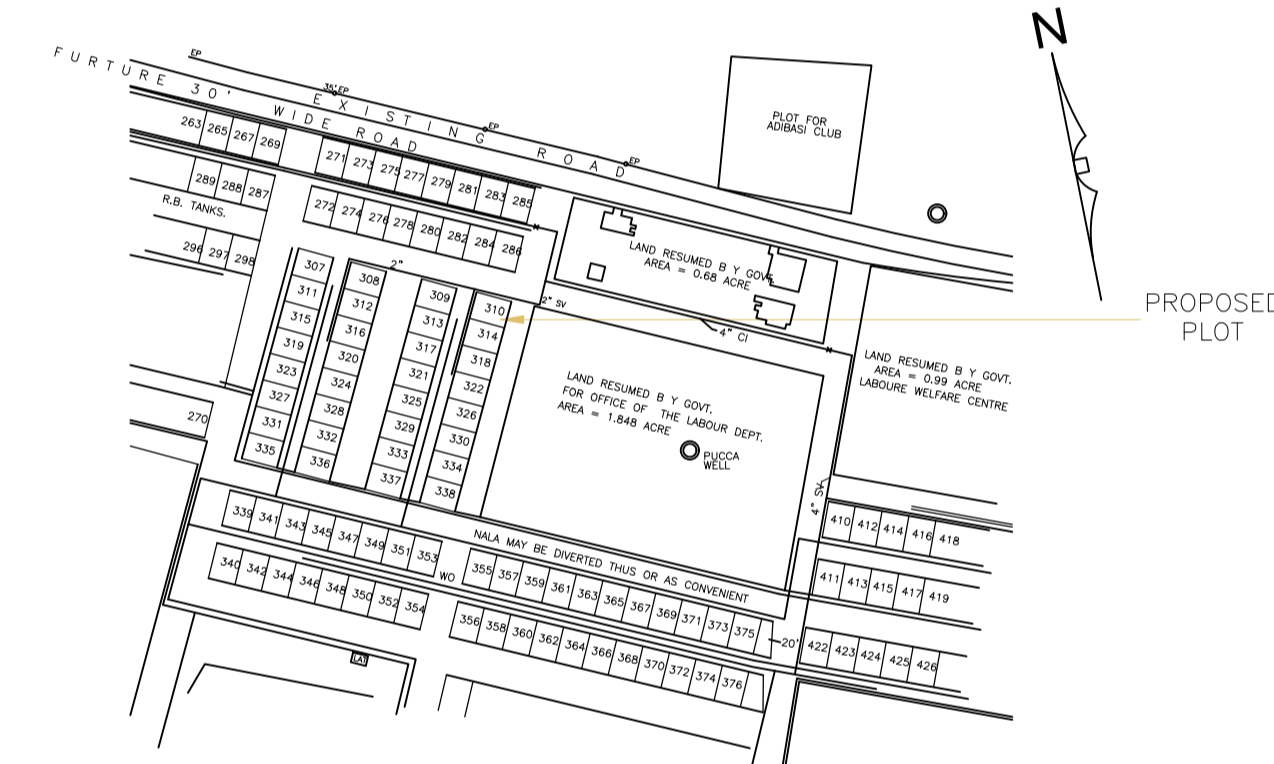 N
FURTURE 30' WIDE ROAD
EXISTING ROAD
EP
35' EP
EP
EP
PLOT FOR
ADIBASI CLUB
263 265 267 269
271 273 275 277 279 281 283 285
289 288 287
R.B. TANKS.
296 297 298
272 274 276 278 280 282 284 286
LAND RESUMED B Y GOVT.
AREA = 0.68 ACRE
2"
2" SV
4" CI
PROPOSED
PLOT
307
311
315
319
323
327
331
335
308
312
316
320
324
328
332
336
309
313
317
321
325
329
333
337
310
314
318
322
326
330
334
338
LAND RESUMED B Y GOVT.
FOR OFFICE OF THE LABOUR DEPT.
AREA = 1.848 ACRE
PUCCA
WELL
LAND RESUMED B Y GOVT.
AREA = 0.99 ACRE
LABOURE WELFARE CENTRE
4" SV
270
339 341 343 345 347 349 351 353
340 342 344 346 348 350 352 354
WO
NALA MAY BE DIVERTED THUS OR AS CONVENIENT
355 357 359 361 363 365 367 369 371 373 375
356 358 360 362 364 366 368 370 372 374 376
20'
410 412 414 416 418
411 413 415 417 419
422 423 424 425 426
LAT